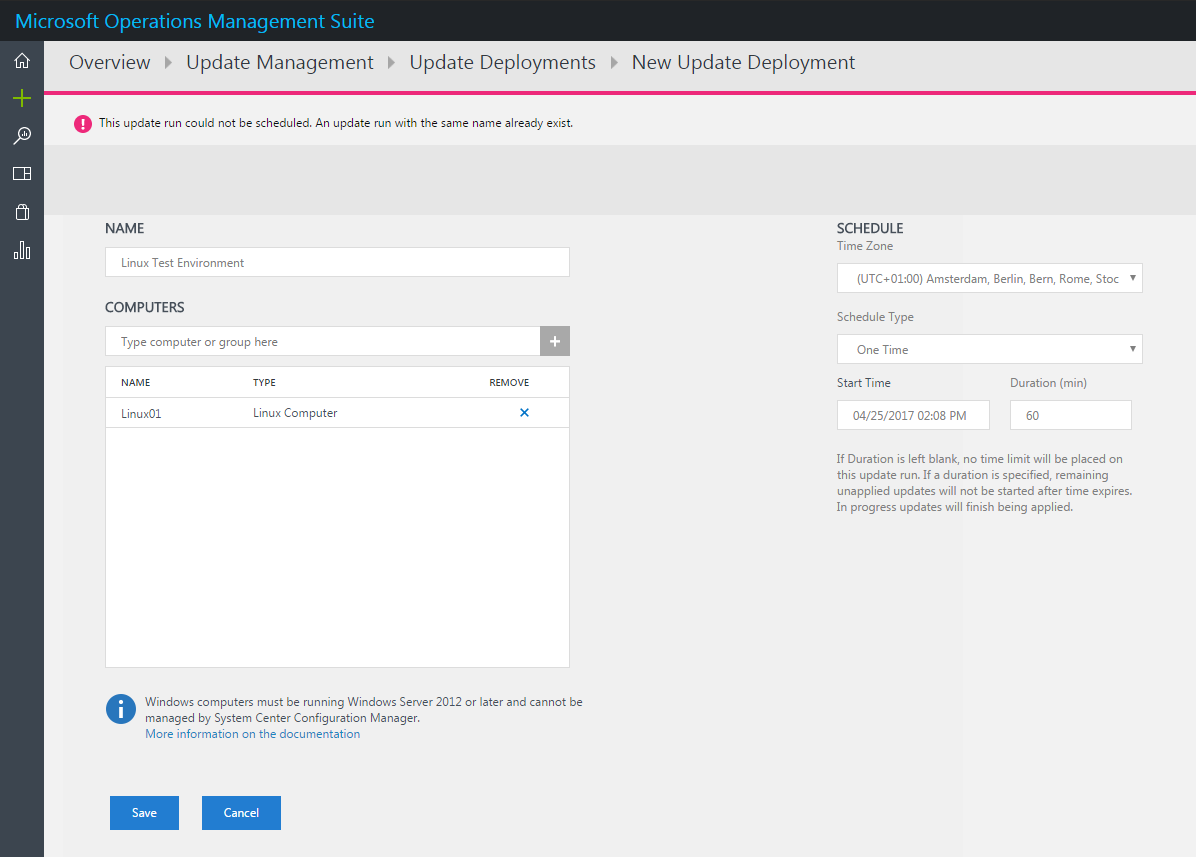 Microsoft Operations Management Suite
Overview Update Management Update Deployments New Update Deployment
This update run could not be scheduled. An update run with the same name already exist.
NAME
Linux Test Environment
COMPUTERS
Type computer or group here
+
NAME TYPE REMOVE
Linux01 Linux Computer
Windows computers must be running Windows Server 2012 or later and cannot be
managed by System Center Configuration Manager.
More information on the documentation
Save Cancel
SCHEDULE
Time Zone
(UTC+01:00) Amsterdam, Berlin, Bern, Rome, Stoc
Schedule Type
One Time
Start Time Duration (min)
04/25/2017 02:08 PM 60
If Duration is left blank, no time limit will be placed on
this update run. If a duration is specified, remaining
unapplied updates will not be started after time expires.
In progress updates will finish being applied.